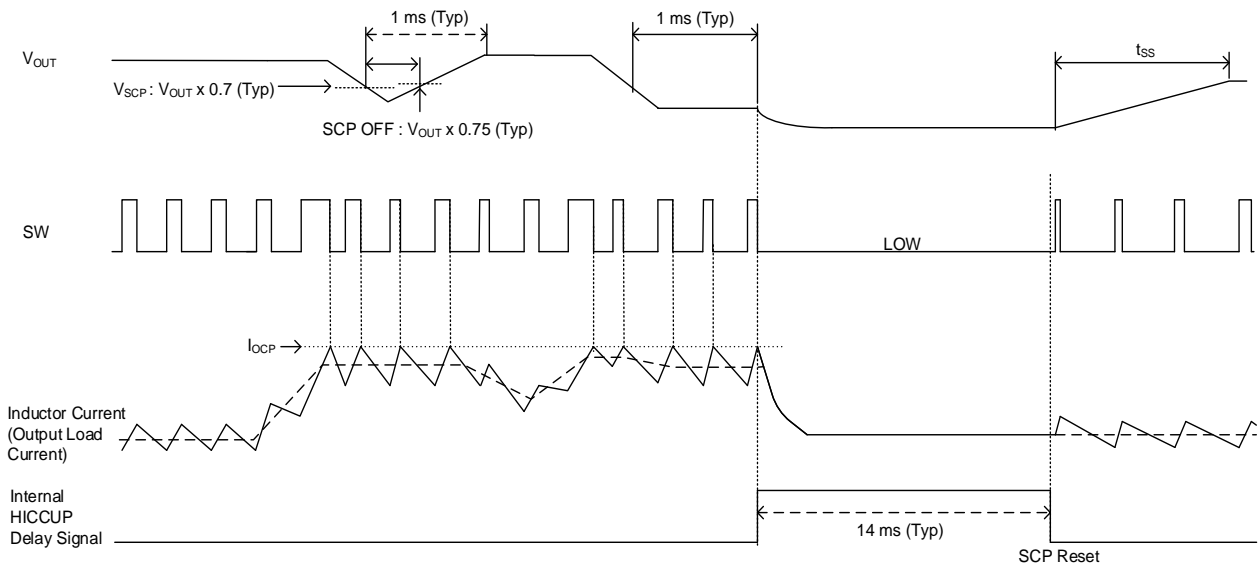 1 ms (Typ)
1 ms (Typ)
tSS
VOUT
VSCP : VOUT x 0.7 (Typ)
SCP OFF : VOUT x 0.75 (Typ)
SW
LOW
IOCP
Inductor Current
(Output Load
Current)
Internal
HICCUP
Delay Signal
14 ms (Typ)
SCP Reset